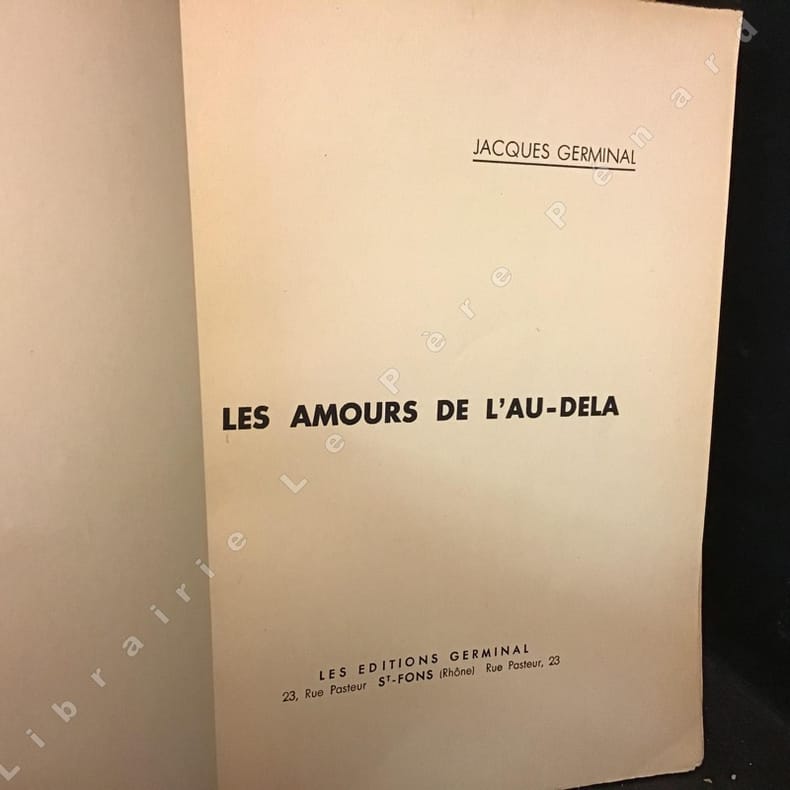 JACQUES GERMINAL
LES AMOURS DE L'AU-DELA
LES EDITIONS GERMINAL
23, Rue Pasteur ST-FONS (Rhône) Rue Pasteur, 23
Librairie Le Père Pénard